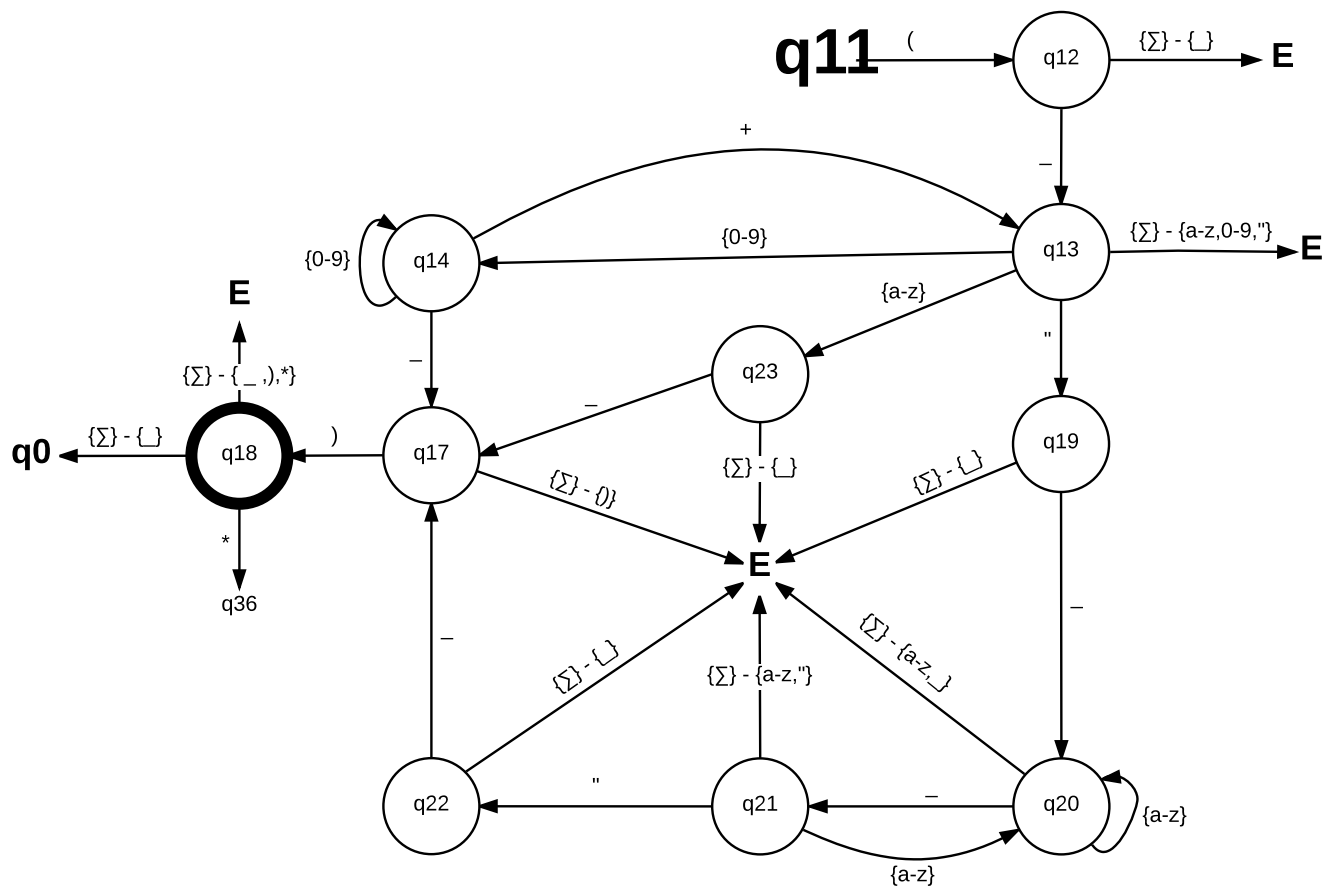 q11
(
q12
{∑} - {_}
E
+
_
q14
{0-9}
{0-9}
q13
{∑} - {a-z,0-9,"}
E
E
{a-z}
"
_
q23
{∑} - { _ ,),*}
_
q0
{∑} - {_}
q18
)
q17
q19
{∑} - {)}
{∑} - {_}
{∑} - {_}
*
E
q36
_
_
{∑} - {_}
{∑} - {a-z,"}
{∑} - {a-z,_}
"
_
q22
q21
q20
{a-z}
{a-z}